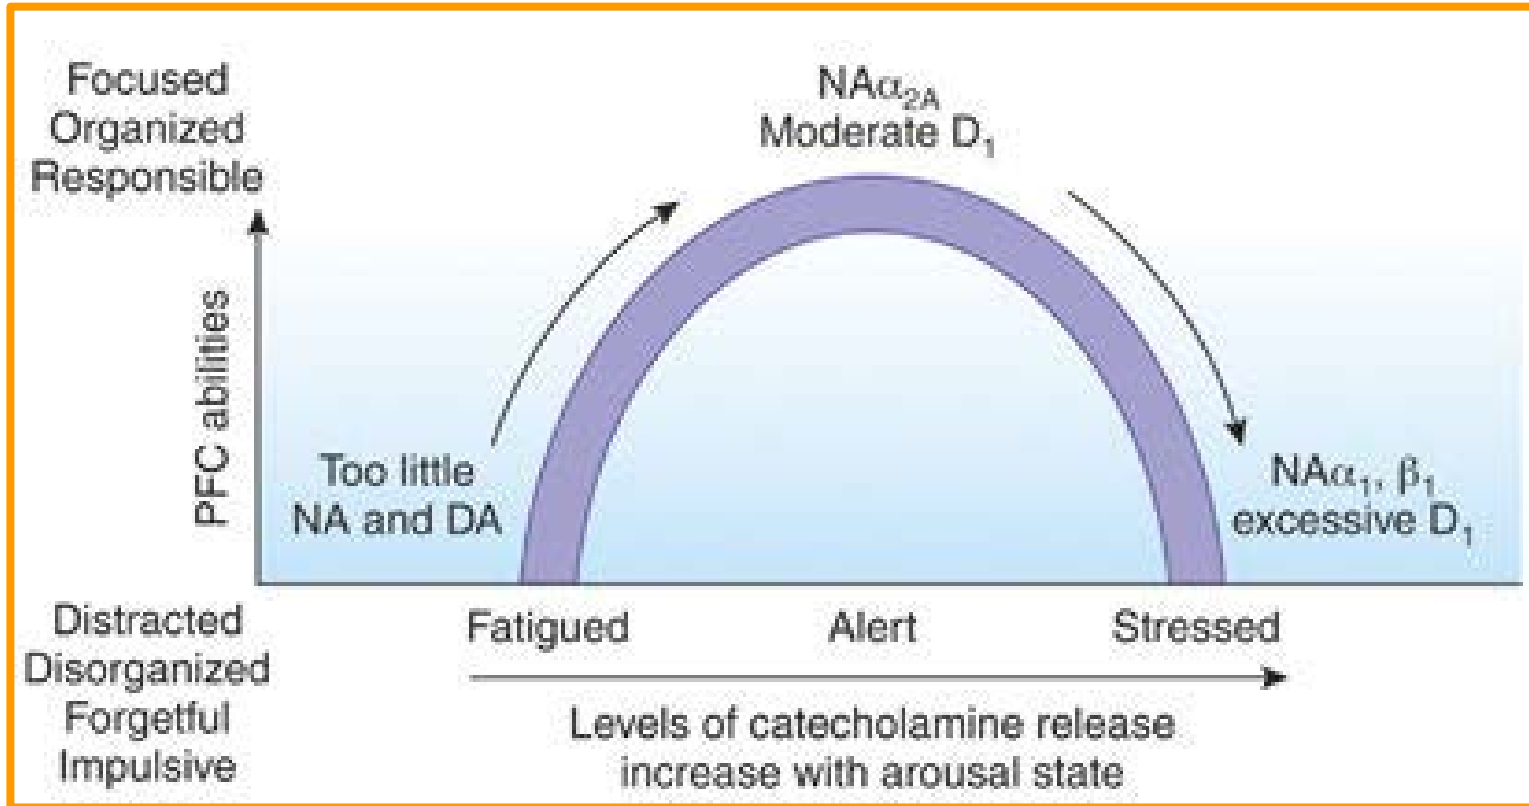 Focused
Organized
Responsible
NAα₂A
Moderate D₁
PFC abilities
Too little
NA and DA
NAα₁, β₁
excessive D₁
Distracted
Disorganized
Forgetful
Impulsive
Fatigued
Alert
Stressed
Levels of catecholamine release
increase with arousal state